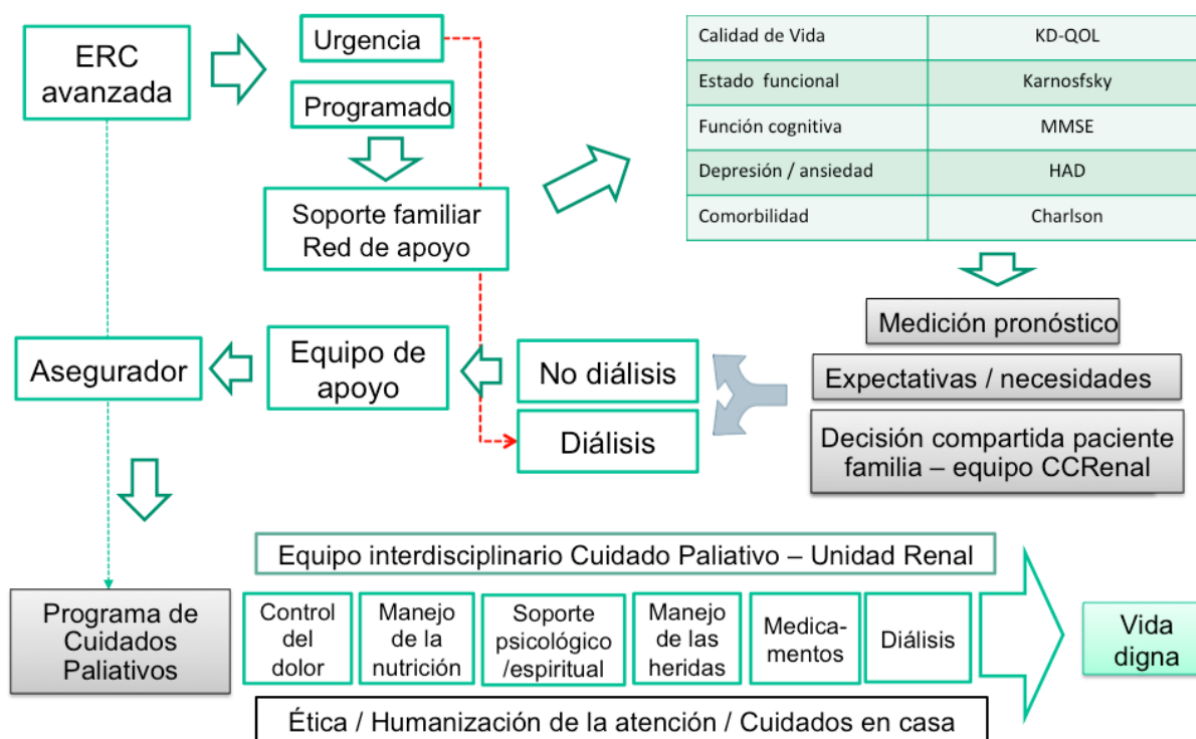 ERC
avanzada
Urgencia
Programado
Soporte familiar
Red de apoyo
Calidad de Vida KD-QOL
Estado funcional Karnosfsky
Función cognitiva MMSE
Depresión / ansiedad HAD
Comorbilidad Charlson
Medición pronóstico
Expectativas / necesidades
Decisión compartida paciente
familia – equipo CCRenal
No diálisis
Diálisis
Equipo de
apoyo
Asegurador
Programa de
Cuidados
Paliativos
Equipo interdisciplinario Cuidado Paliativo – Unidad Renal
Control
del
dolor
Manejo
de la
nutrición
Soporte
psicológico
/espiritual
Manejo
de las
heridas
Medica-
mentos
Diálisis
Ética / Humanización de la atención / Cuidados en casa
Vida
digna